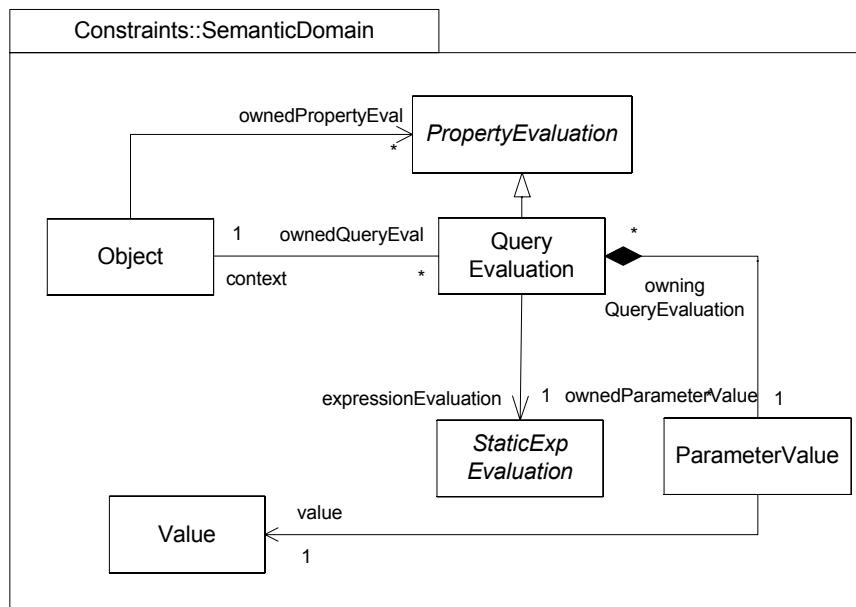 Constraints::SemanticDomain
ownedPropertyEval
*
PropertyEvaluation
Object
1
ownedQueryEval
context
*
Query
Evaluation
*
owning
QueryEvaluation
expressionEvaluation
1
ownedParameterValue
*
1
StaticExp
Evaluation
ParameterValue
Value
value
1